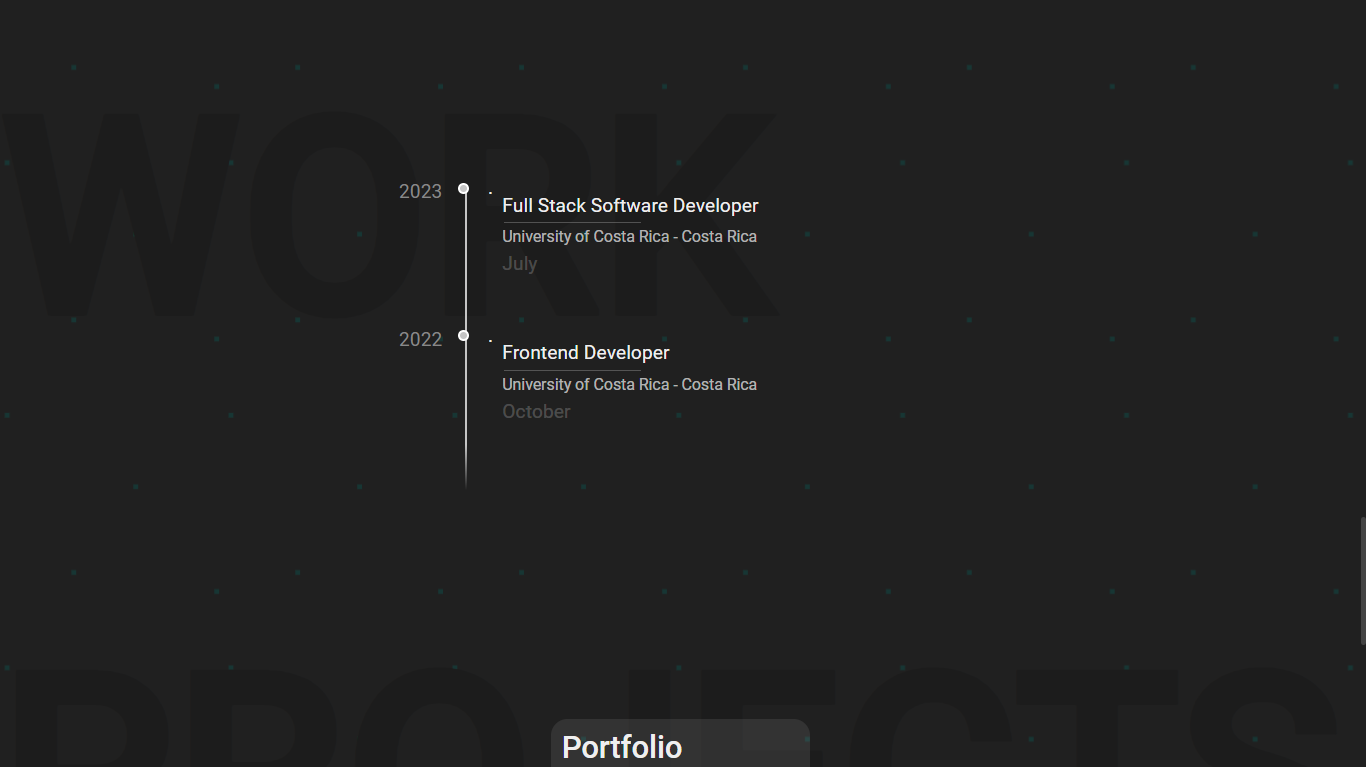 WORK
2023
Full Stack Software Developer
University of Costa Rica - Costa Rica
July
2022
Frontend Developer
University of Costa Rica - Costa Rica
October
PROJECTS
Portfolio